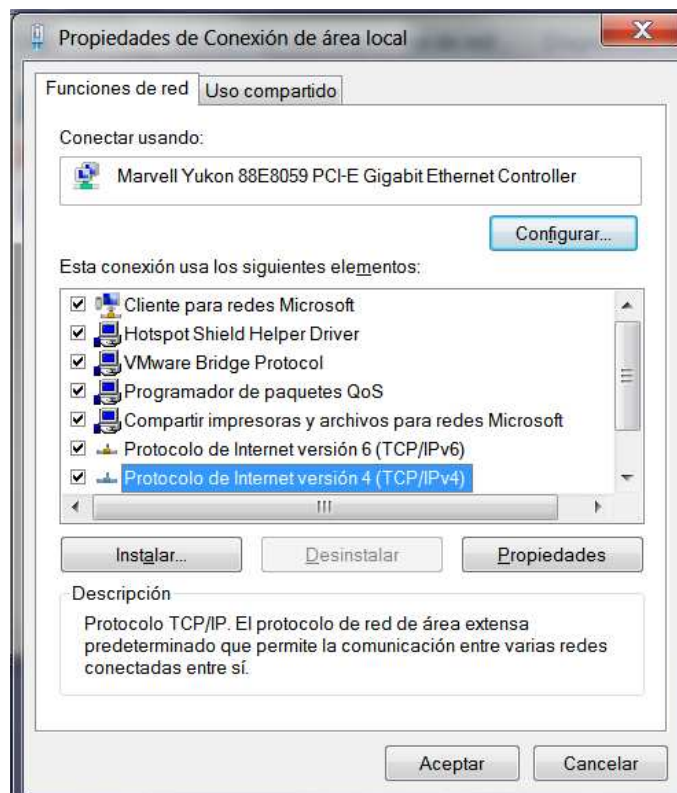 Propiedades de Conexión de área local
Funciones de red
Uso compartido
Conectar usando:
Marvell Yukon 88E8059 PCI-E Gigabit Ethernet Controller
Configurar...
Esta conexión usa los siguientes elementos:
Cliente para redes Microsoft
Hotspot Shield Helper Driver
VMware Bridge Protocol
Programador de paquetes QoS
Compartir impresoras y archivos para redes Microsoft
Protocolo de Internet versión 6 (TCP/IPv6)
Protocolo de Internet versión 4 (TCP/IPv4)
Instalar...
Desinstalar
Propiedades
Descripción
Protocolo TCP/IP. El protocolo de red de área extensa
predeterminado que permite la comunicación entre varias redes
conectadas entre sí.
Aceptar
Cancelar